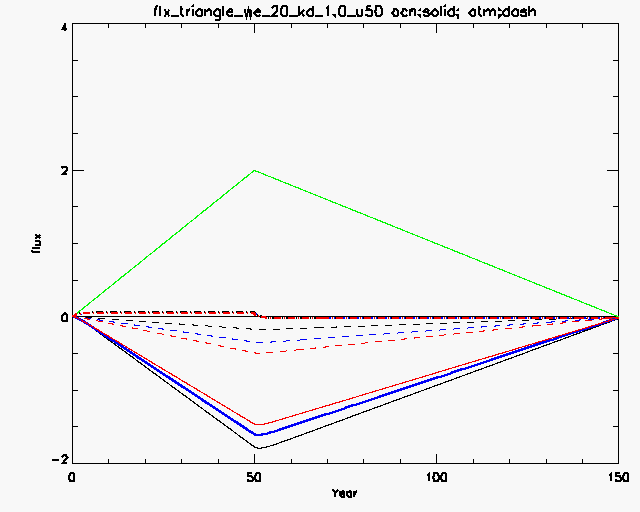 flx_triangle_we_20_kd_1.0_u50 ocn:solid; atm:dash
4
2
flux
0
-2
0 50 100 150
Year